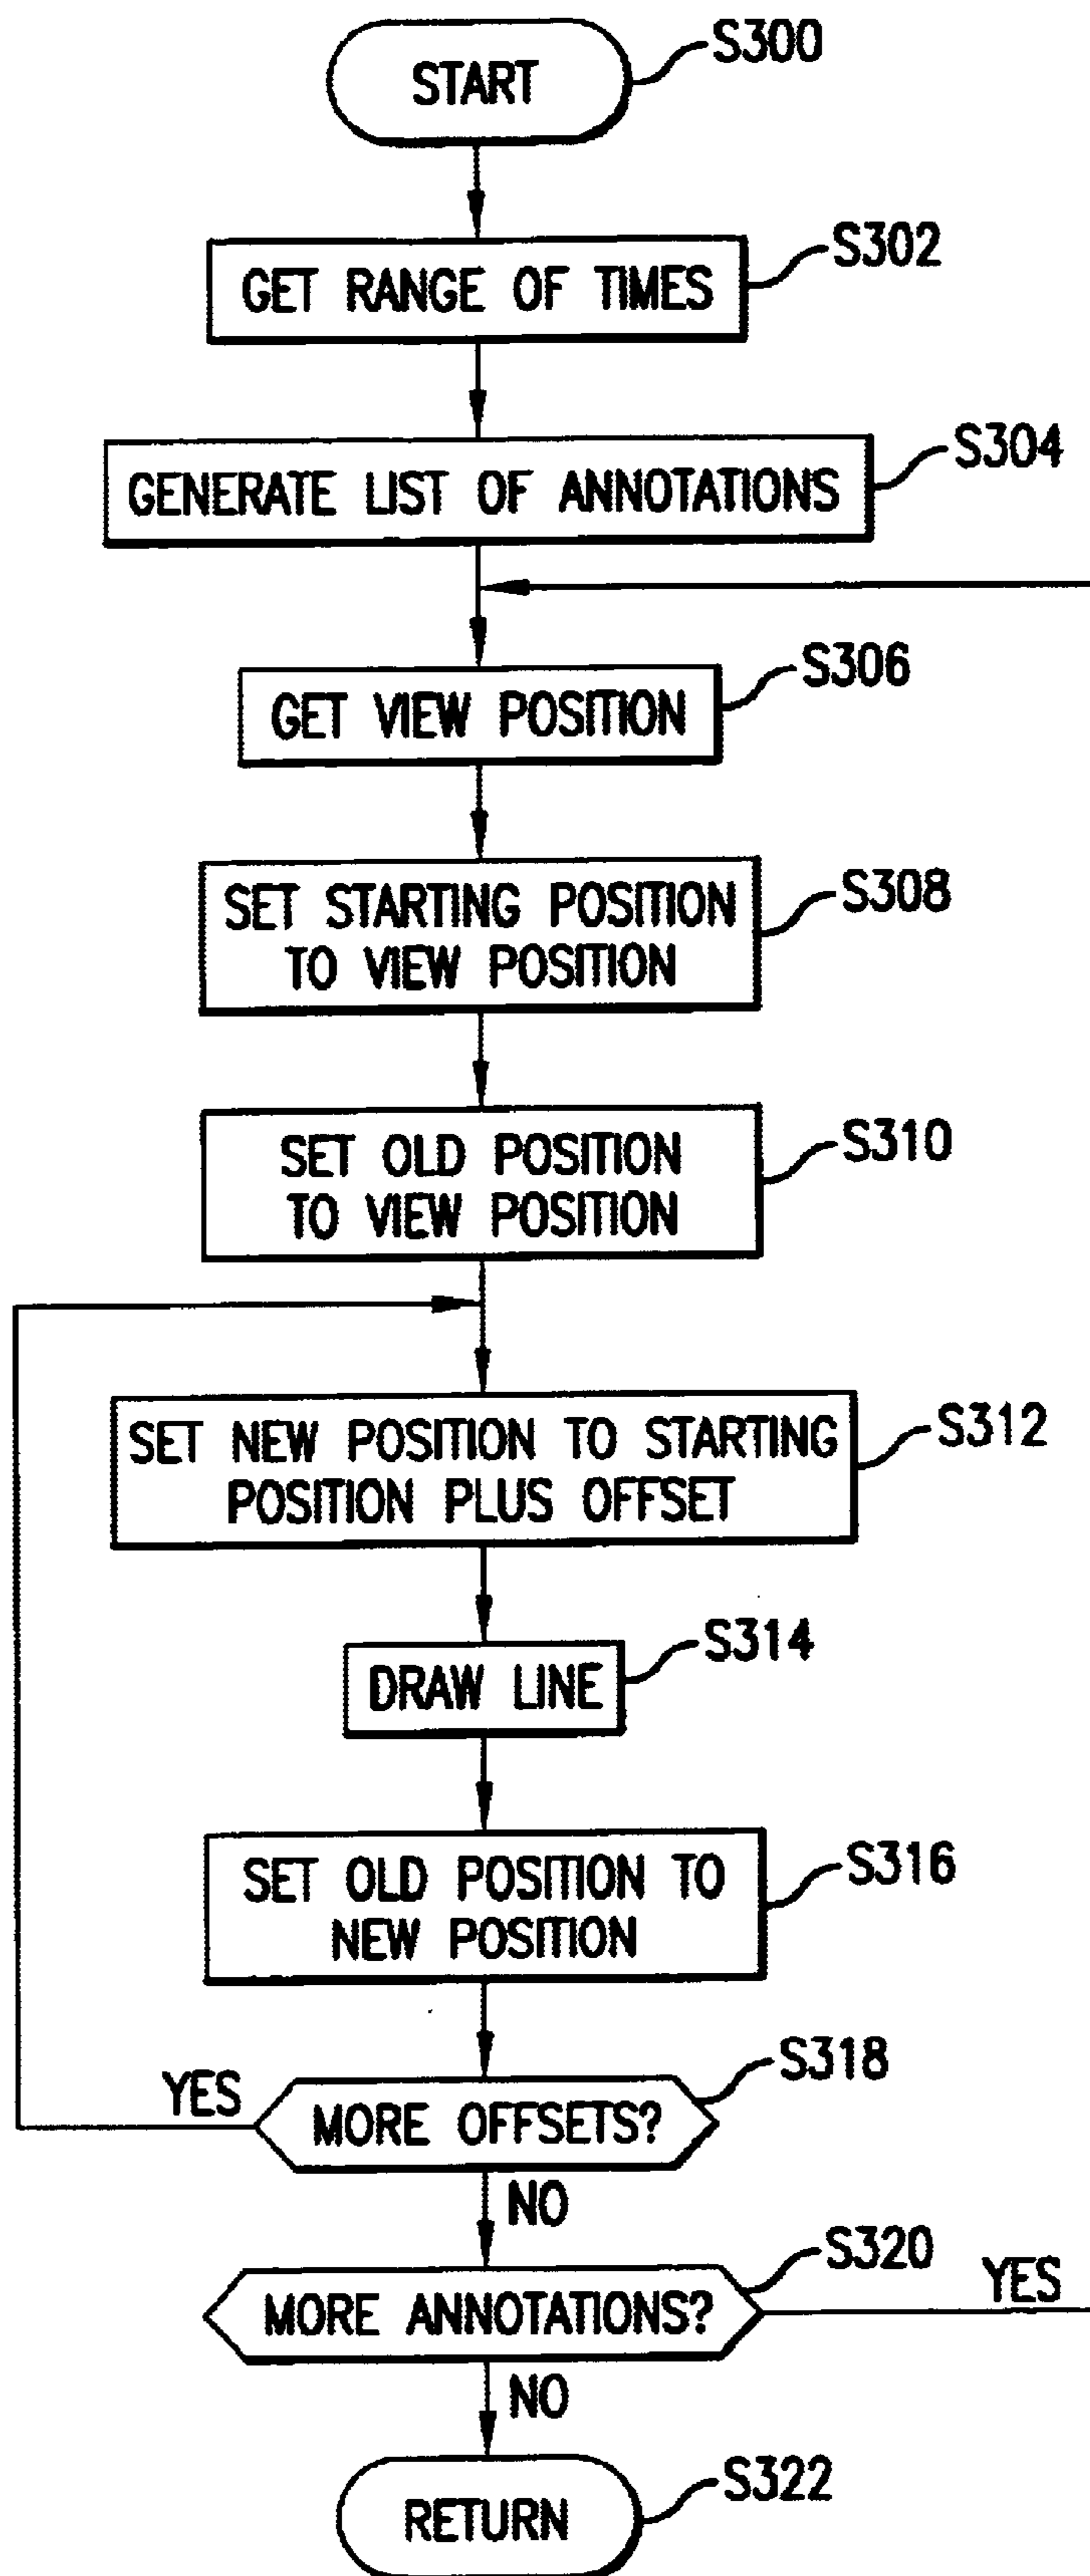 START
S300
GET RANGE OF TIMES
S302
GENERATE LIST OF ANNOTATIONS
S304
GET VIEW POSITION
S306
SET STARTING POSITION
TO VIEW POSITION
S308
SET OLD POSITION
TO VIEW POSITION
S310
SET NEW POSITION TO STARTING
POSITION PLUS OFFSET
S312
DRAW LINE
S314
SET OLD POSITION TO
NEW POSITION
S316
MORE OFFSETS?
S318
YES
NO
MORE ANNOTATIONS?
S320
YES
NO
RETURN
S322